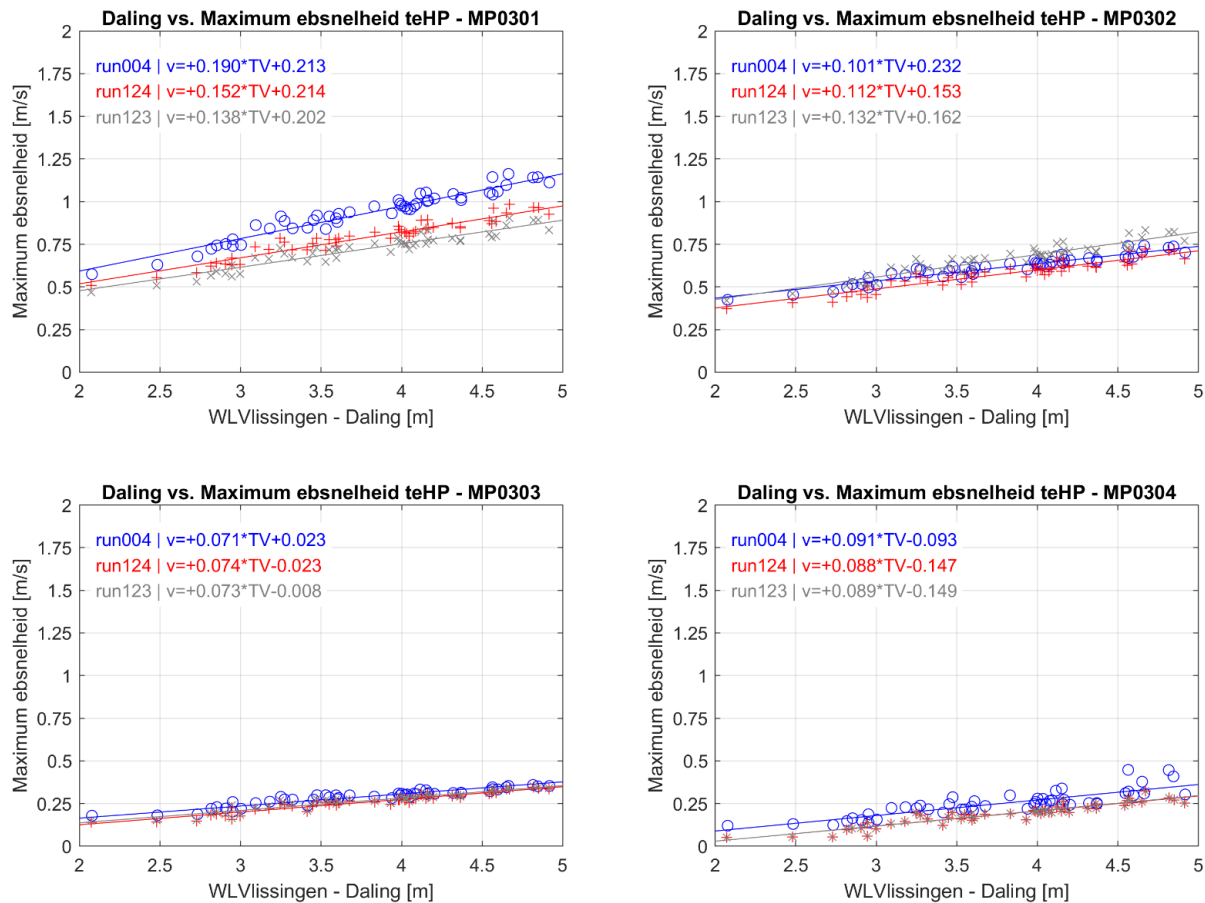 Daling vs. Maximum ebsnelheid teHP - MP0301
2
1.75
1.5
1.25
1
0.75
0.5
0.25
0
Maximum ebsnelheid [m/s]
run004 | v=+0.190*TV+0.213
run124 | v=+0.152*TV+0.214
run123 | v=+0.138*TV+0.202
2 2.5 3 3.5 4 4.5 5
WLVlissingen - Daling [m]
Daling vs. Maximum ebsnelheid teHP - MP0302
2
1.75
1.5
1.25
1
0.75
0.5
0.25
0
Maximum ebsnelheid [m/s]
run004 | v=+0.101*TV+0.232
run124 | v=+0.112*TV+0.153
run123 | v=+0.132*TV+0.162
2 2.5 3 3.5 4 4.5 5
WLVlissingen - Daling [m]
Daling vs. Maximum ebsnelheid teHP - MP0303
2
1.75
1.5
1.25
1
0.75
0.5
0.25
0
Maximum ebsnelheid [m/s]
run004 | v=+0.071*TV+0.023
run124 | v=+0.074*TV-0.023
run123 | v=+0.073*TV-0.008
2 2.5 3 3.5 4 4.5 5
WLVlissingen - Daling [m]
Daling vs. Maximum ebsnelheid teHP - MP0304
2
1.75
1.5
1.25
1
0.75
0.5
0.25
0
Maximum ebsnelheid [m/s]
run004 | v=+0.091*TV-0.093
run124 | v=+0.088*TV-0.147
run123 | v=+0.089*TV-0.149
2 2.5 3 3.5 4 4.5 5
WLVlissingen - Daling [m]